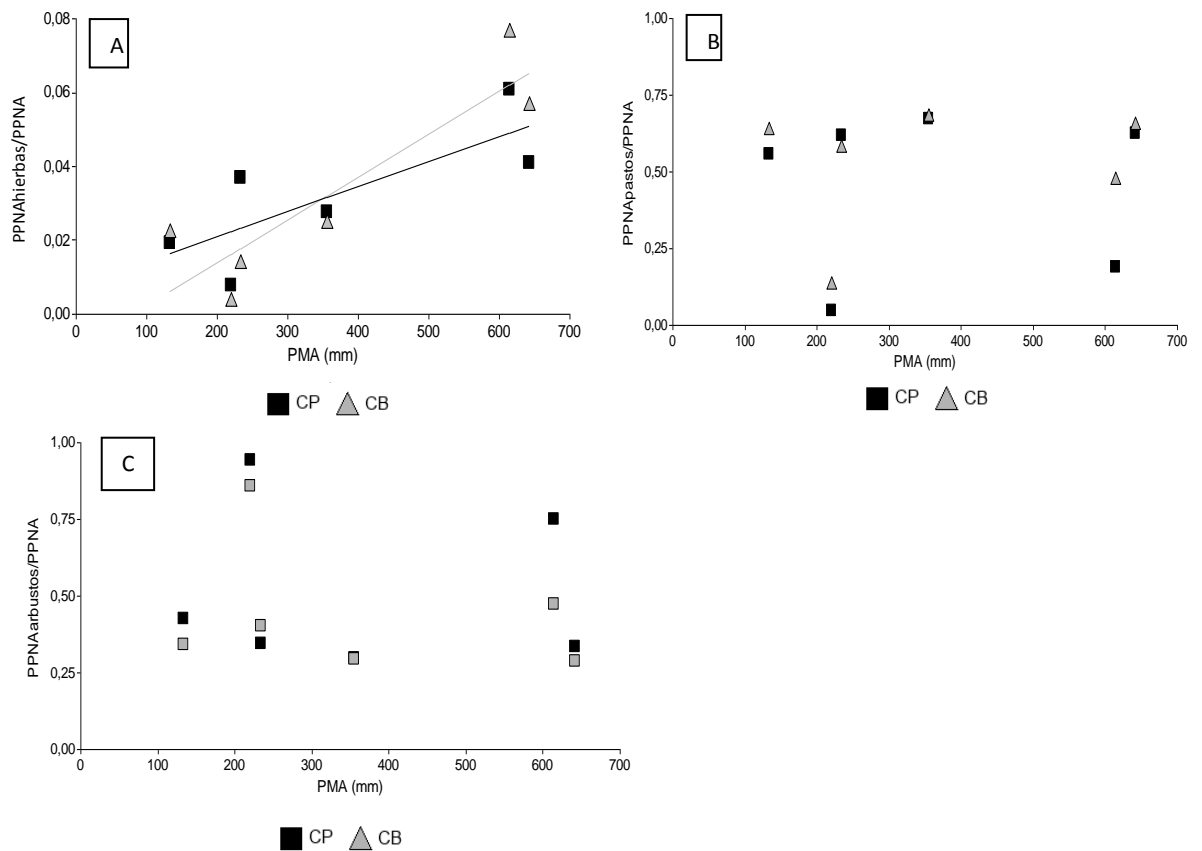 A
0,08
0,06
0,04
0,02
0,00
PPNAhierbas/PPNA
0 100 200 300 400 500 600 700
PMA (mm)
CP CB
B
1,00
0,75
0,50
0,25
0,00
PPNApastos/PPNA
0 100 200 300 400 500 600 700
PMA (mm)
CP CB
C
1,00
0,75
0,50
0,25
0,00
PPNAarbustos/PPNA
0 100 200 300 400 500 600 700
PMA (mm)
CP CB